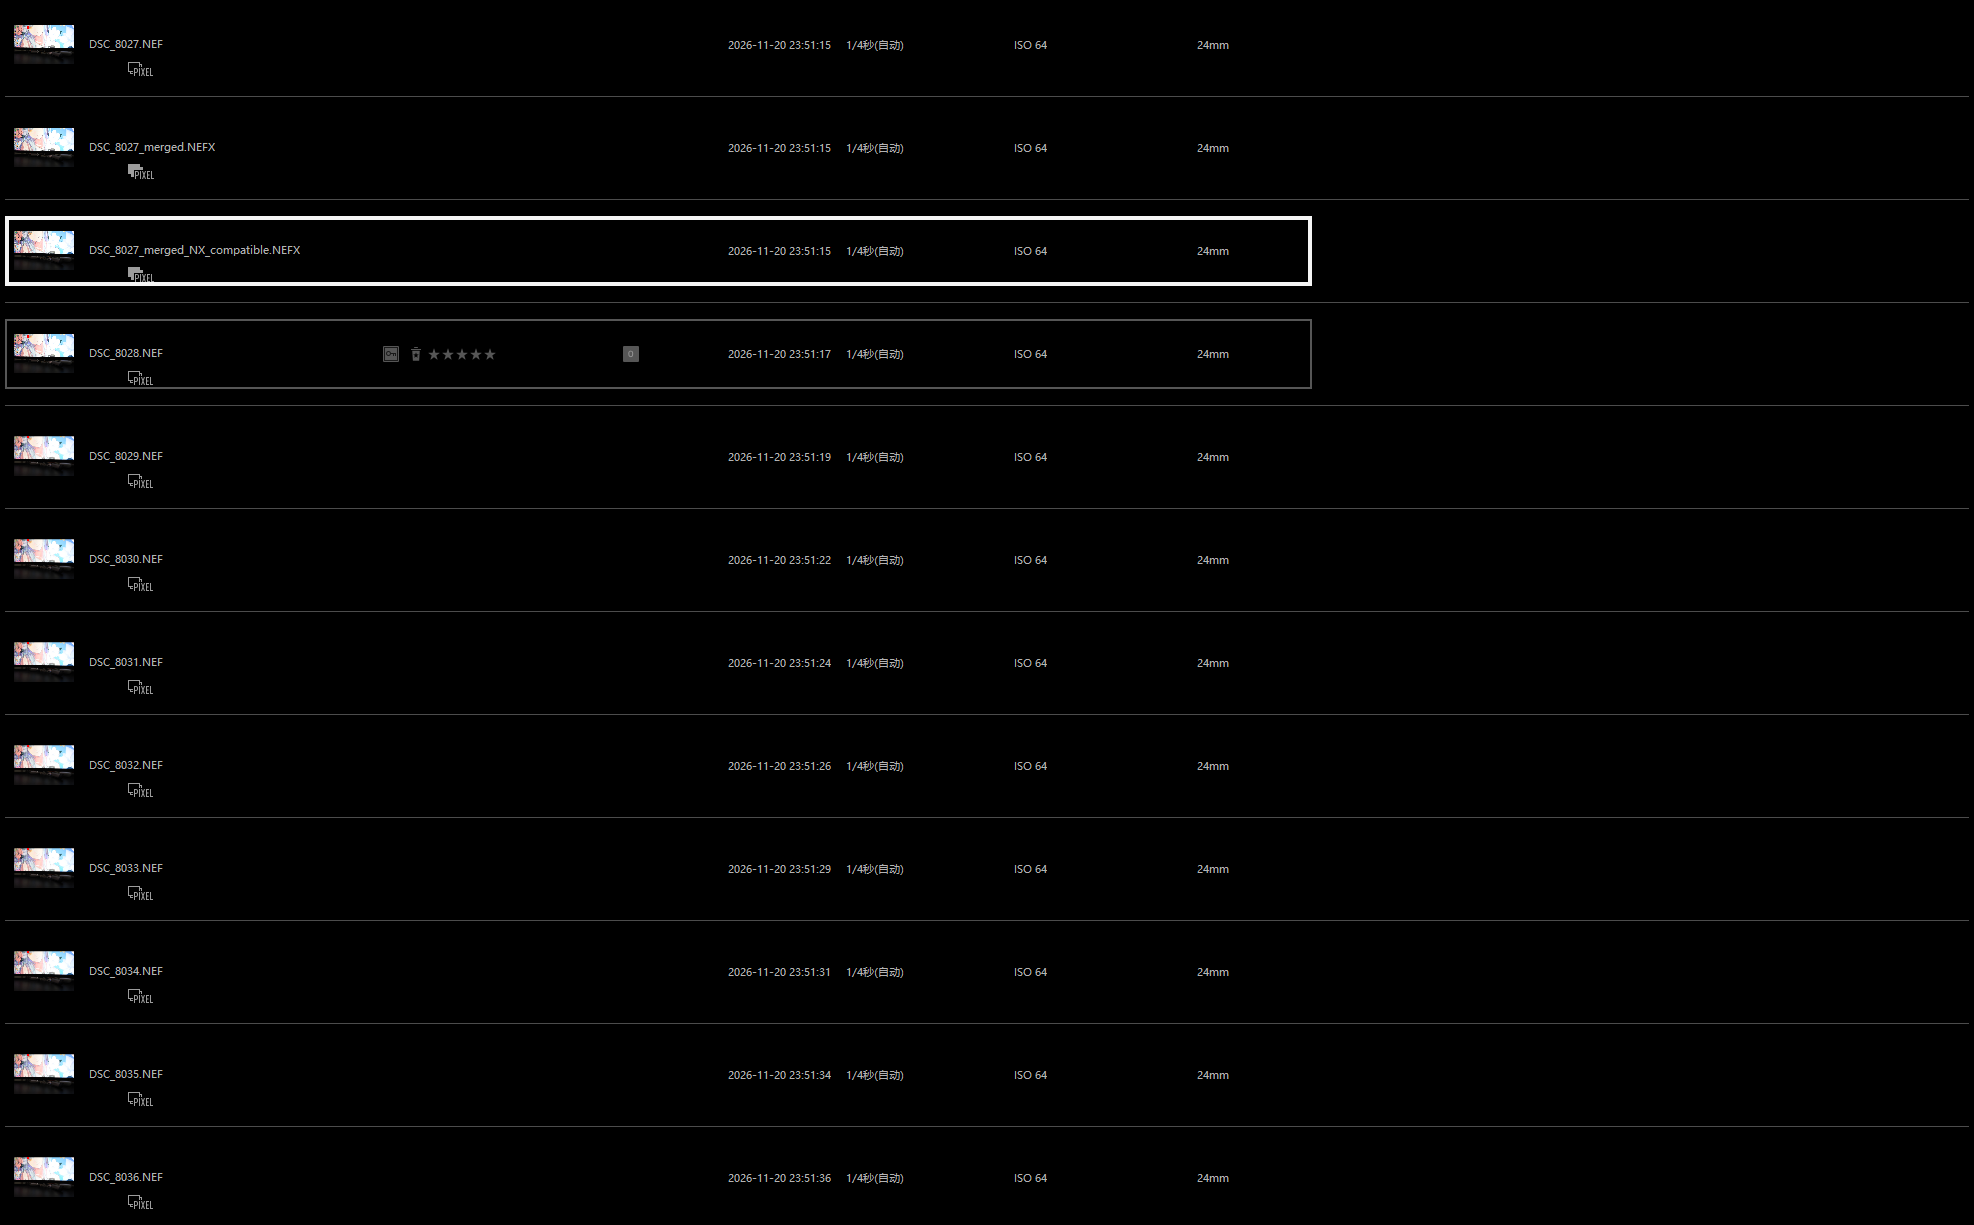 DSC_8027.NEF 2026-11-20 23:51:15 1/4秒(自动) ISO 64 24mm
PIXEL
DSC_8027_merged.NEFX 2026-11-20 23:51:15 1/4秒(自动) ISO 64 24mm
PIXEL
DSC_8027_merged_NX_compatible.NEFX 2026-11-20 23:51:15 1/4秒(自动) ISO 64 24mm
PIXEL
DSC_8028.NEF 0 2026-11-20 23:51:17 1/4秒(自动) ISO 64 24mm
PIXEL
DSC_8029.NEF 2026-11-20 23:51:19 1/4秒(自动) ISO 64 24mm
PIXEL
DSC_8030.NEF 2026-11-20 23:51:22 1/4秒(自动) ISO 64 24mm
PIXEL
DSC_8031.NEF 2026-11-20 23:51:24 1/4秒(自动) ISO 64 24mm
PIXEL
DSC_8032.NEF 2026-11-20 23:51:26 1/4秒(自动) ISO 64 24mm
PIXEL
DSC_8033.NEF 2026-11-20 23:51:29 1/4秒(自动) ISO 64 24mm
PIXEL
DSC_8034.NEF 2026-11-20 23:51:31 1/4秒(自动) ISO 64 24mm
PIXEL
DSC_8035.NEF 2026-11-20 23:51:34 1/4秒(自动) ISO 64 24mm
PIXEL
DSC_8036.NEF 2026-11-20 23:51:36 1/4秒(自动) ISO 64 24mm
PIXEL